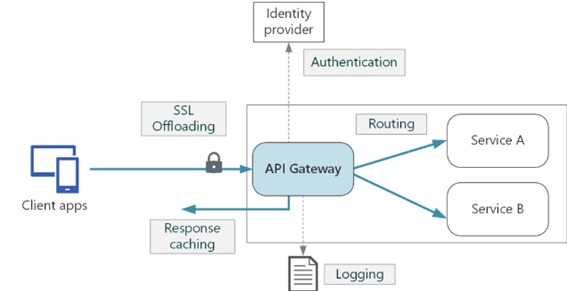 Identity
provider
Authentication
SSL
Offloading
Routing
Service A
API Gateway
Client apps
Service B
Response
caching
Logging